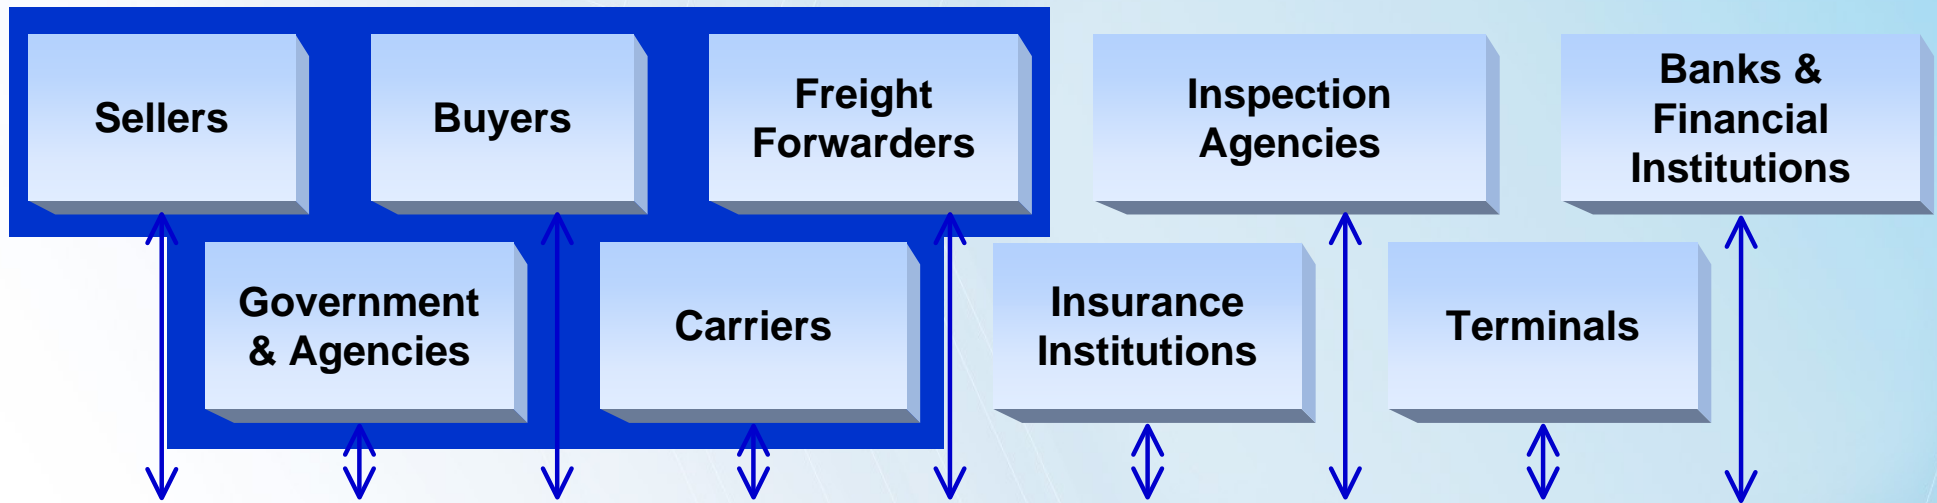 Sellers
Buyers
Freight
Forwarders
Inspection
Agencies
Banks &
Financial
Institutions
Government
& Agencies
Carriers
Insurance
Institutions
Terminals